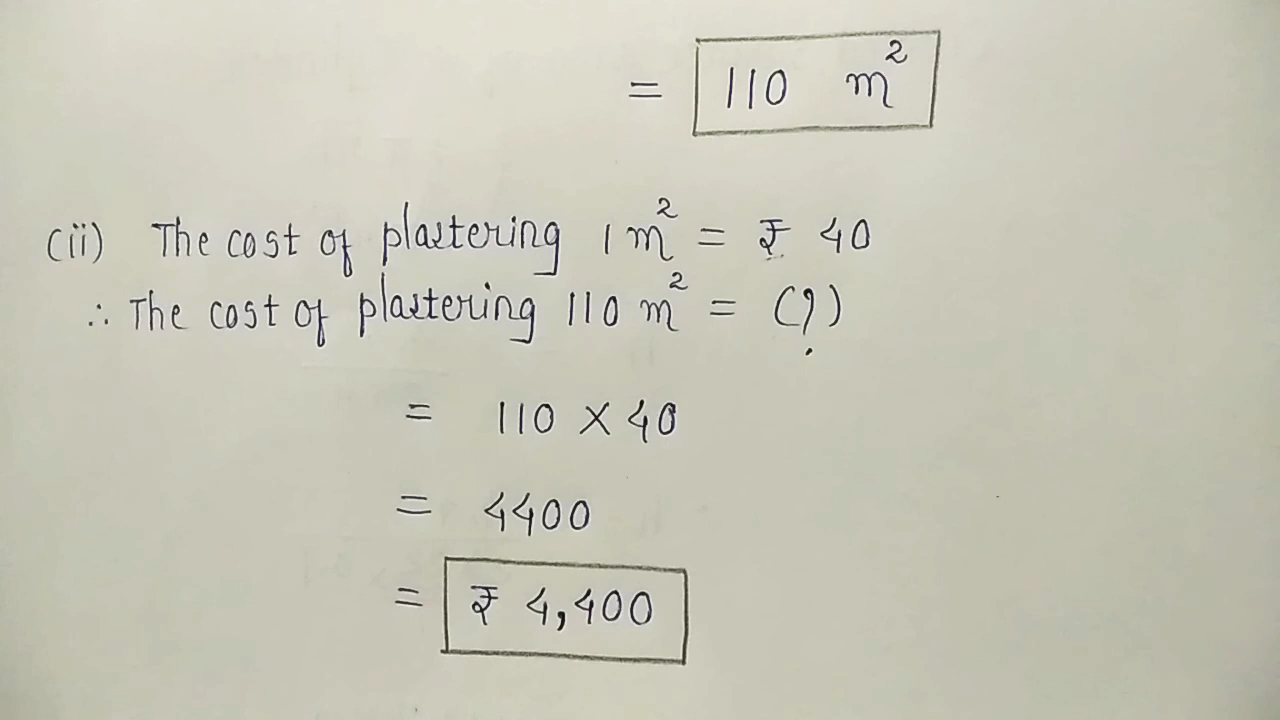 = 110 m²
(ii) The cost of plastering 1 m² = ₹ 40
∴ The cost of plastering 110 m² = (?)
= 110 × 40
= 4400
= ₹ 4,400